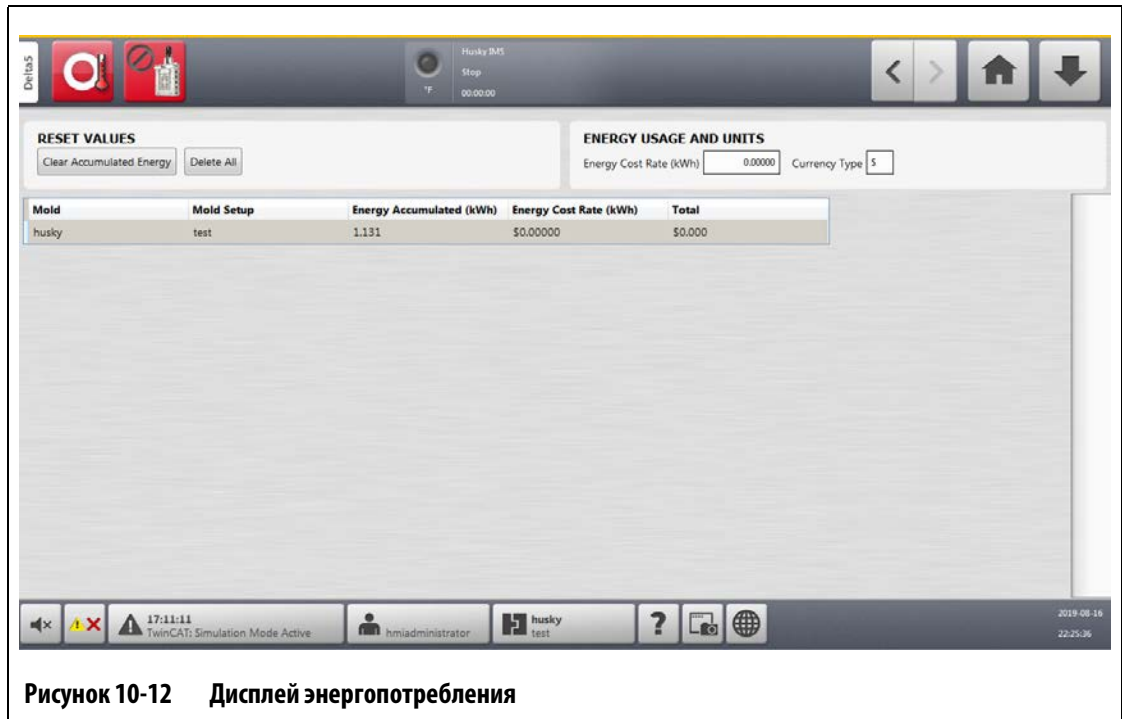 Delta5
Husky IMS
Stop
°F
00:00:00
RESET VALUES
Clear Accumulated Energy
Delete All
ENERGY USAGE AND UNITS
Energy Cost Rate (kWh) 0.00000 Currency Type $
Mold Mold Setup Energy Accumulated (kWh) Energy Cost Rate (kWh) Total
husky test 1.131 $0.00000 $0.000
17:11:11
TwinCAT: Simulation Mode Active
hmiadministrator
husky
test
?
2019-08-16
22:25:36
Рисунок 10-12 Дисплей энергопотребления